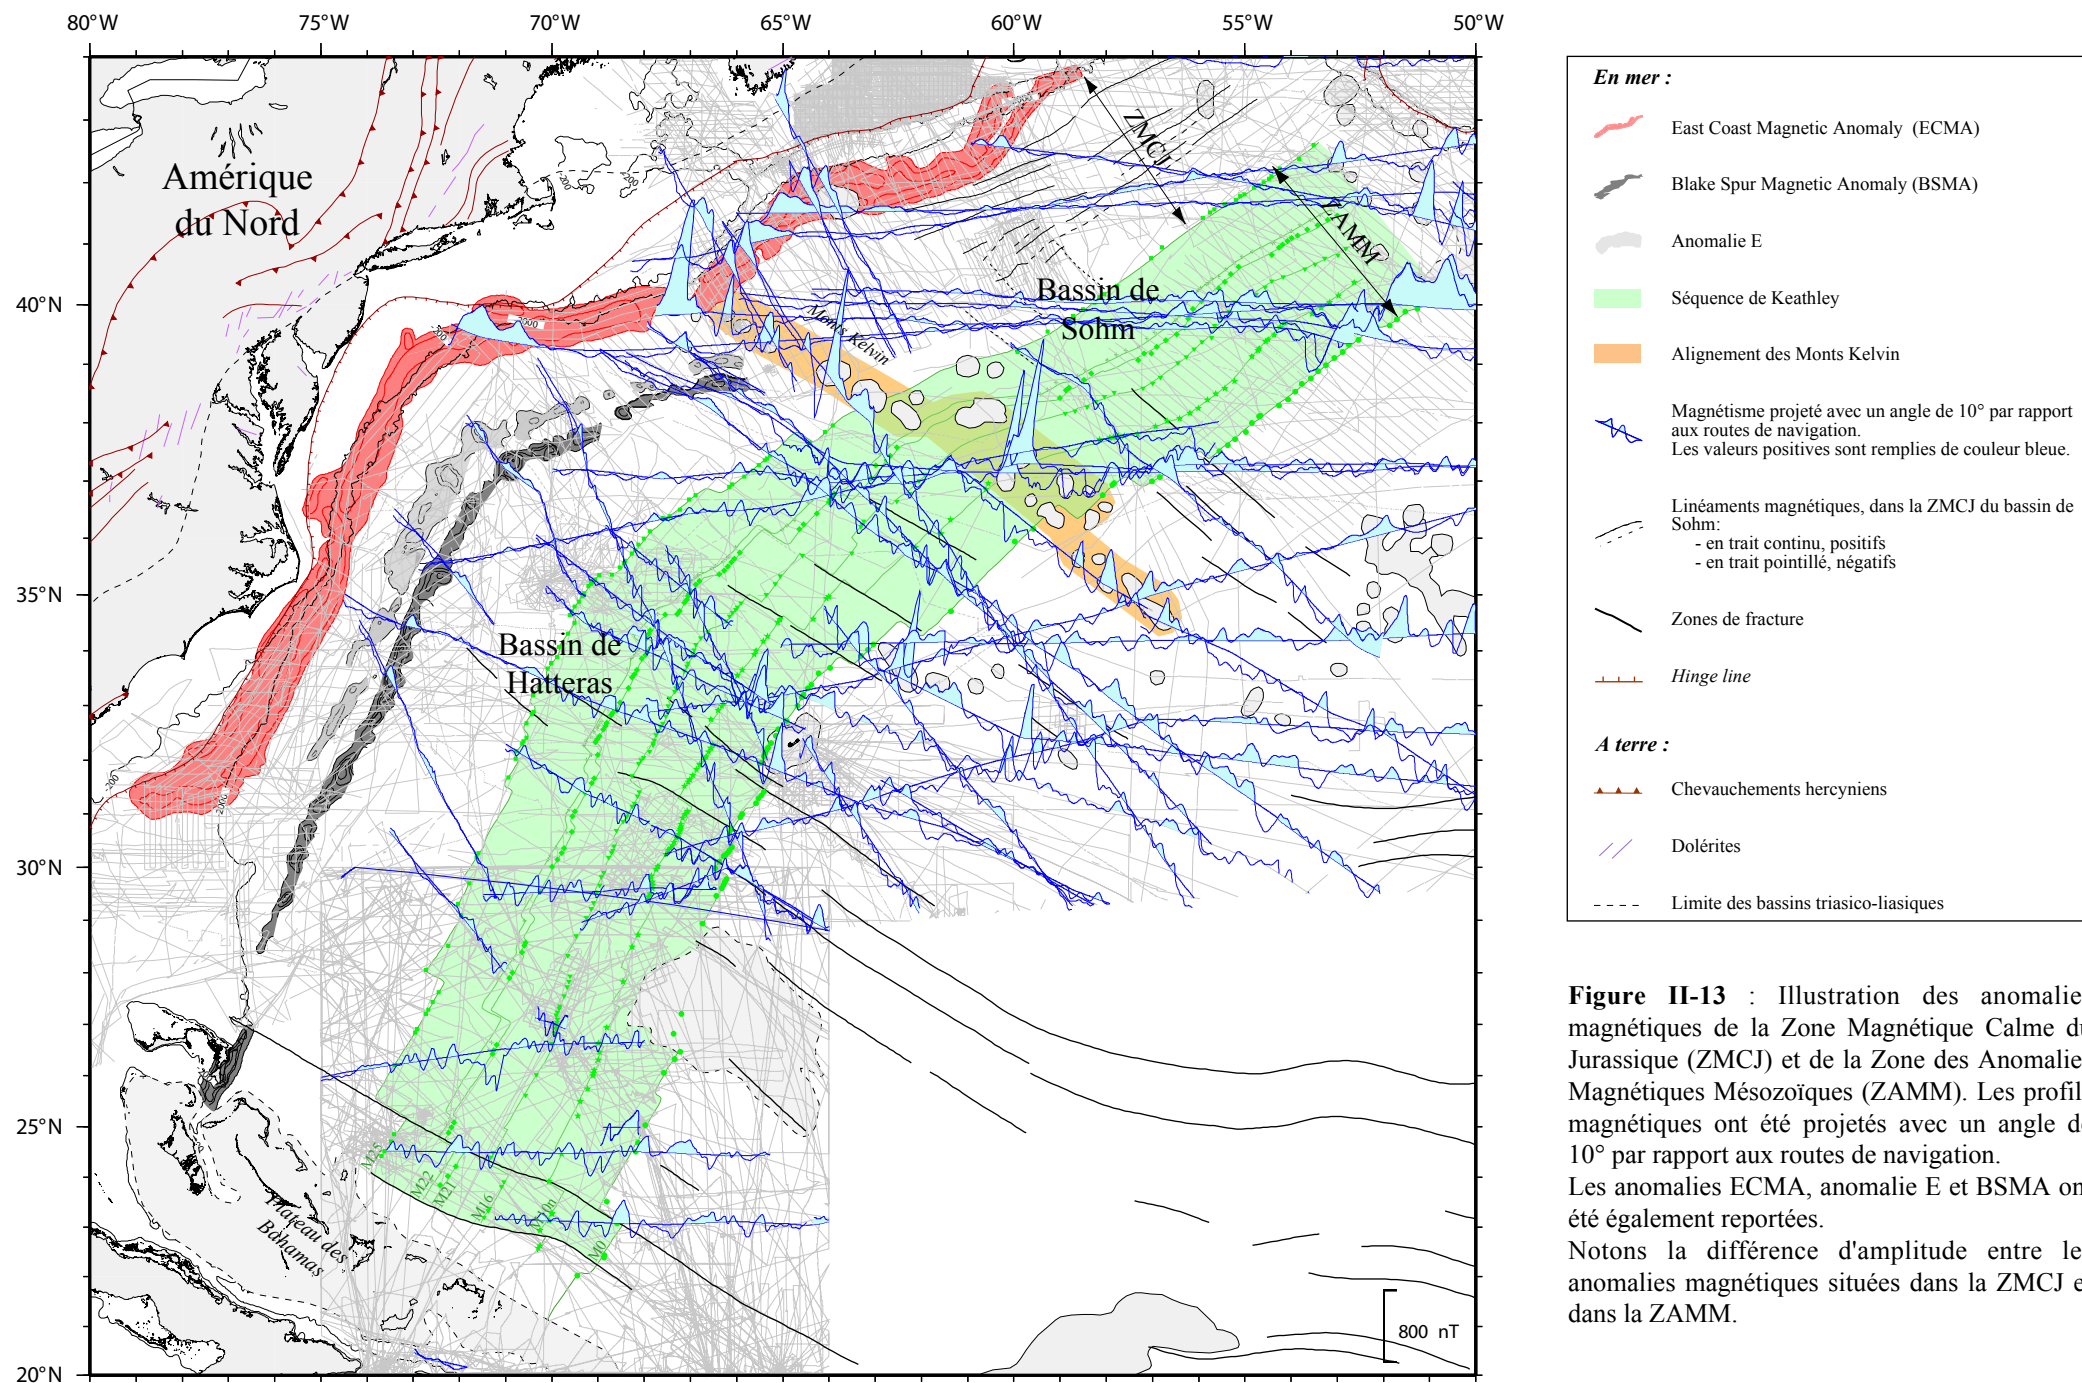 80°W 75°W 70°W 65°W 60°W 55°W 50°W
40°N
35°N
30°N
25°N
20°N
Amérique
du Nord
ZMCJ
ZAMM
Bassin de
Sohm
Monts Kelvin
Bassin de
Hatteras
Plateau des
Bahamas
-200
-200
-200
-2000
-200
-2000
M25
M22
M21
M16
M10n
M0
800 nT
En mer :
East Coast Magnetic Anomaly (ECMA)
Blake Spur Magnetic Anomaly (BSMA)
Anomalie E
Séquence de Keathley
Alignement des Monts Kelvin
Magnétisme projeté avec un angle de 10° par rapport
aux routes de navigation.
Les valeurs positives sont remplies de couleur bleue.
Linéaments magnétiques, dans la ZMCJ du bassin de
Sohm:
- en trait continu, positifs
- en trait pointillé, négatifs
Zones de fracture
Hinge line
A terre :
Chevauchements hercyniens
Dolérites
Limite des bassins triasico-liasiques
Figure II-13 : Illustration des anomalie
magnétiques de la Zone Magnétique Calme du
Jurassique (ZMCJ) et de la Zone des Anomalie
Magnétiques Mésozoïques (ZAMM). Les profil
magnétiques ont été projetés avec un angle de
10° par rapport aux routes de navigation.
Les anomalies ECMA, anomalie E et BSMA on
été également reportées.
Notons la différence d'amplitude entre le
anomalies magnétiques situées dans la ZMCJ e
dans la ZAMM.